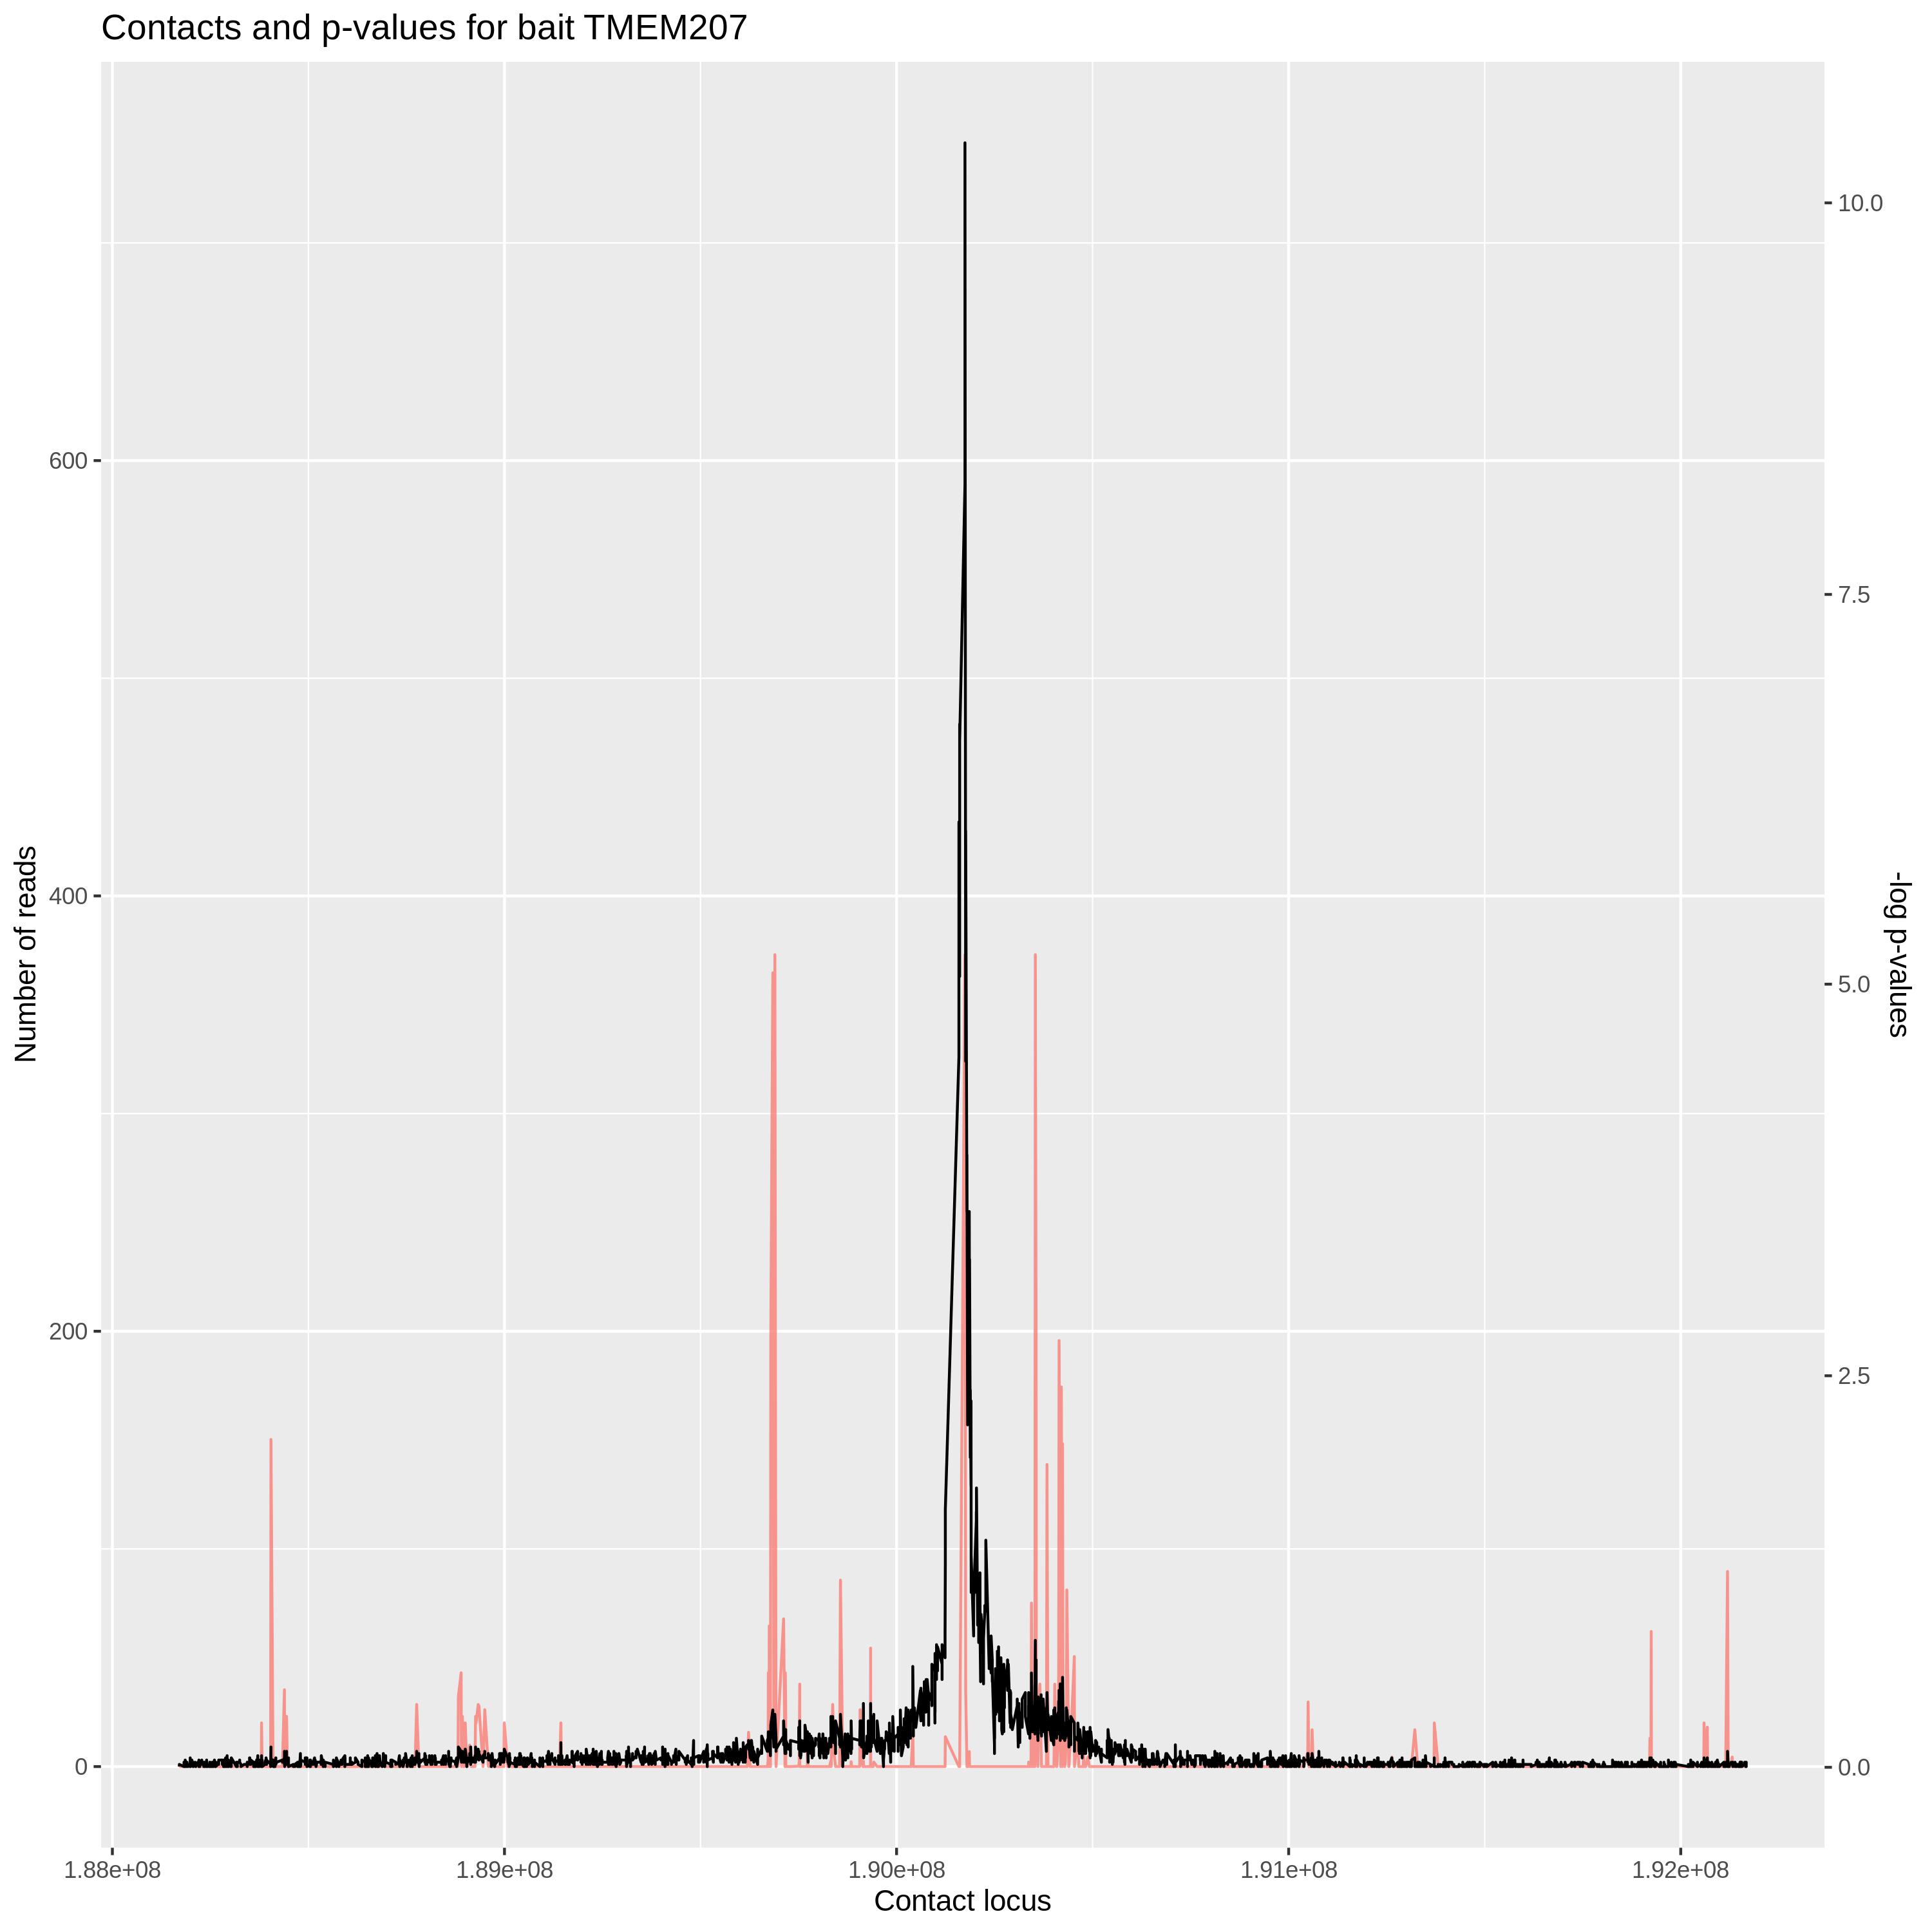 Contacts and p-values for bait TMEM207
Number of reads
600
400
200
0
10.0
7.5
5.0
2.5
0.0
-log p-values
1.88e+08 1.89e+08 1.90e+08 1.91e+08 1.92e+08
Contact locus